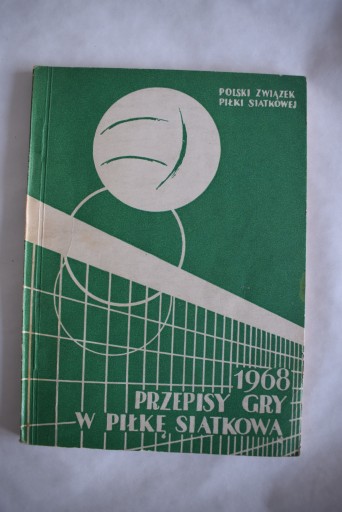 POLSKI ZWIĄZEK
PIŁKI SIATKOWEJ
1968
PRZEPISY GRY
W PIŁKĘ SIATKOWĄ